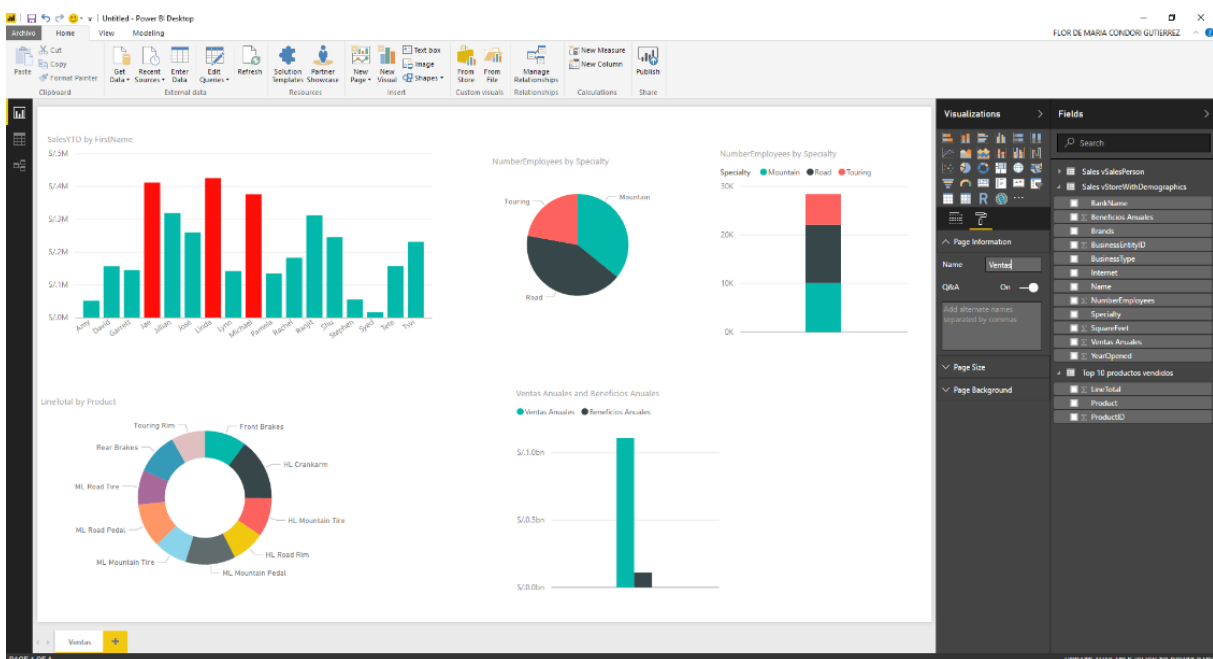 Untitled - Power BI Desktop
Archivo Home View Modeling
FLOR DE MARIA CONDORI GUTIERREZ
Paste
Cut
Copy
Format Painter
Clipboard
Get Data
Recent Sources
Enter Data
Edit Queries
Refresh
External data
Solution Templates
Partner Showcase
Resources
New Page
New Visual
Text box
Image
Shapes
Insert
From Store
From File
Custom visuals
Manage Relationships
Relationships
New Measure
New Column
Calculations
Publish
Share
SalesYTD by FirstName
S/.5M
S/.4M
S/.3M
S/.2M
S/.1M
S/.0M
Amy David Garrett Jae Jillian José Linda Lynn Michael Pamela Rachel Ranjit Shu Stephen Syed Tete Tsvi
NumberEmployees by Specialty
Touring
Mountain
Road
NumberEmployees by Specialty
Specialty Mountain Road Touring
30K
20K
10K
0K
LineTotal by Product
Touring Rim
Front Brakes
Rear Brakes
HL Crankarm
ML Road Tire
HL Mountain Tire
ML Road Pedal
HL Road Rim
ML Mountain Tire
HL Mountain Pedal
Ventas Anuales and Beneficios Anuales
Ventas Anuales Beneficios Anuales
S/.1.0bn
S/.0.5bn
S/.0.0bn
Visualizations
R
Page Information
Name Ventas
Q&A On
Add alternate names
separated by commas
Page Size
Page Background
Fields
Search
Sales vSalesPerson
Sales vStoreWithDemographics
BankName
Beneficios Anuales
Brands
BusinessEntityID
BusinessType
Internet
Name
NumberEmployees
Specialty
SquareFeet
Ventas Anuales
YearOpened
Top 10 productos vendidos
LineTotal
Product
ProductID
Ventas
PAGE 1 OF 1